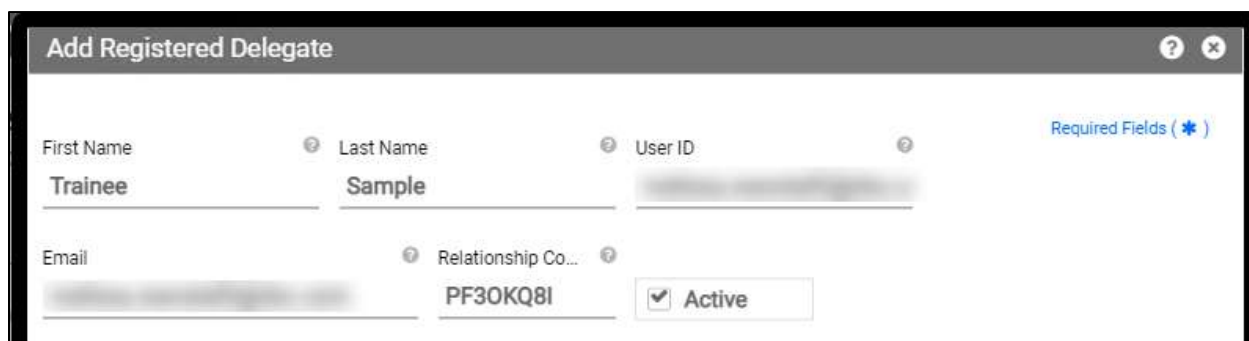 Add Registered Delegate
Required Fields ( * )
First Name
Last Name
User ID
Trainee
Sample
Email
Relationship Co...
PF3OKQ8I
Active